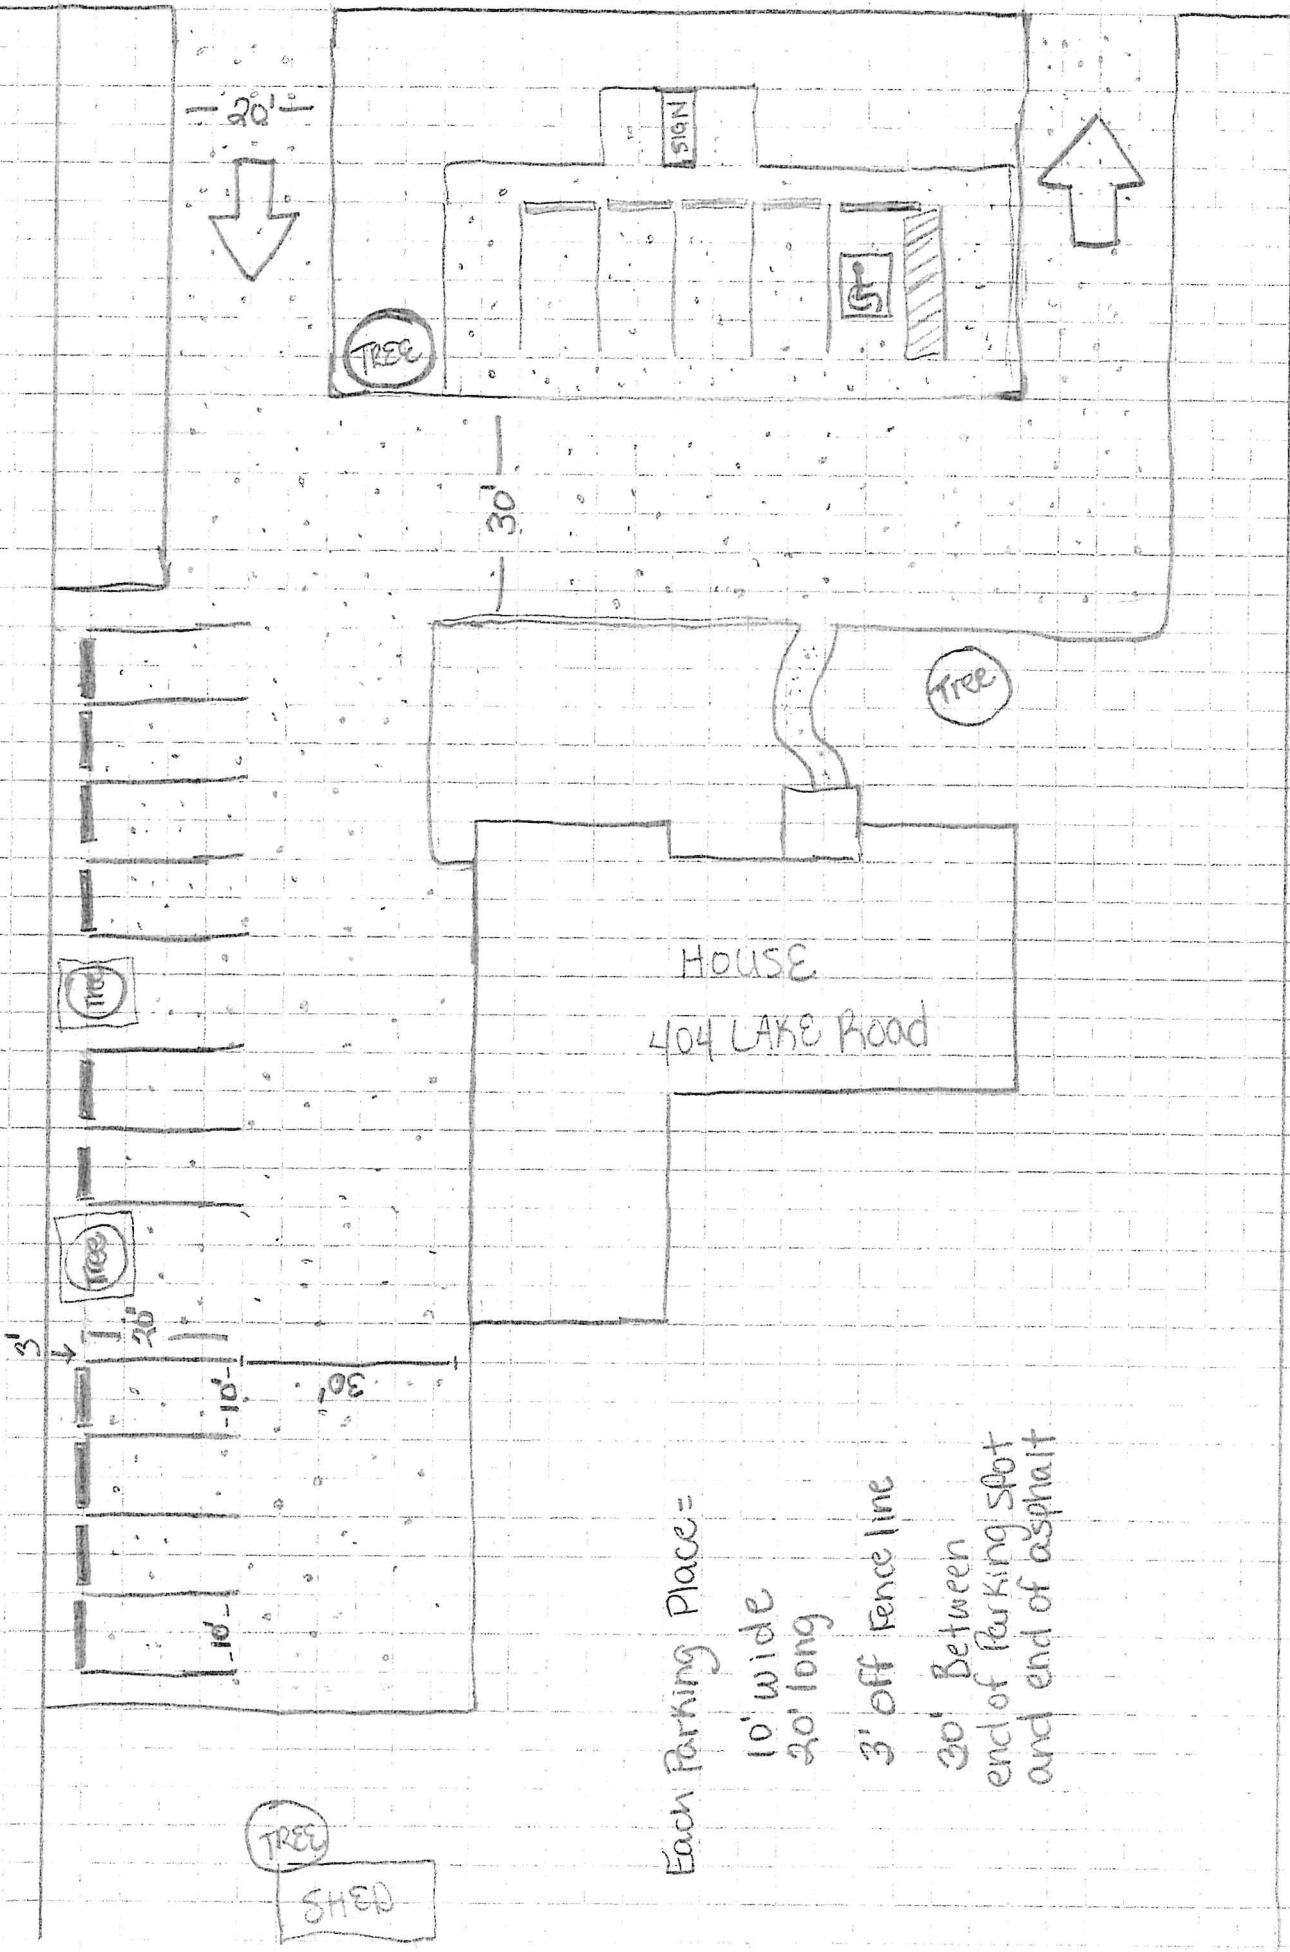 20'
SIGN
TREE
30'
Tree
Tree
HOUSE
404 LAKE Road
Tree
3'
20'
10'
30'
10'
Each Parking Place =
10' wide
20' long
3' off Fence line
30' Between
end of Parking Spot
and end of asphalt
TREE
SHED